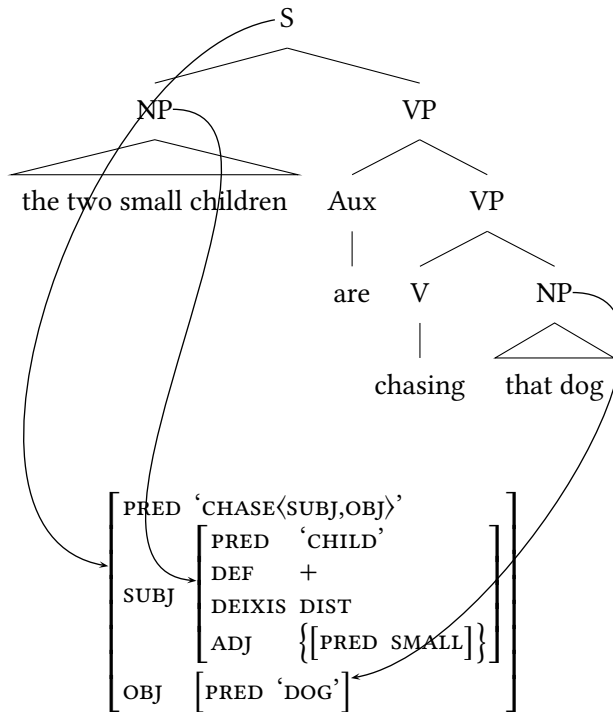 S
NP VP
the two small children Aux VP
are V NP
chasing that dog
PRED ‘CHASE⟨SUBJ,OBJ⟩’
SUBJ
PRED ‘CHILD’
DEF +
DEIXIS DIST
ADJ {[PRED SMALL]}
OBJ [PRED ‘DOG’]